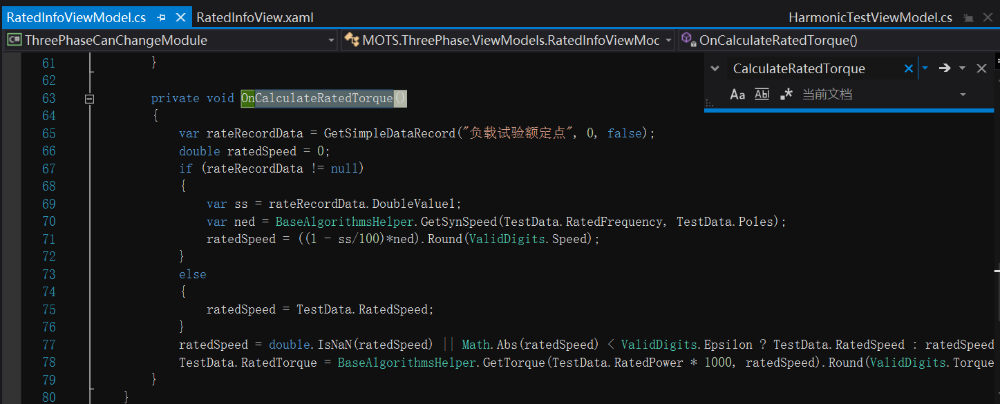 RatedInfoViewModel.cs RatedInfoView.xaml HarmonicTestViewModel.cs
C# ThreePhaseCanChangeModule MOTS.ThreePhase.ViewModels.RatedInfoViewMoc OnCalculateRatedTorque()
CalculateRatedTorque
Aa Ab .* 当前文档
61 }
62
63 private void OnCalculateRatedTorque()
64 {
65 var rateRecordData = GetSimpleDataRecord("负载试验额定点", 0, false);
66 double ratedSpeed = 0;
67 if (rateRecordData != null)
68 {
69 var ss = rateRecordData.DoubleValue1;
70 var ned = BaseAlgorithmsHelper.GetSynSpeed(TestData.RatedFrequency, TestData.Poles);
71 ratedSpeed = ((1 - ss/100)*ned).Round(ValidDigits.Speed);
72 }
73 else
74 {
75 ratedSpeed = TestData.RatedSpeed;
76 }
77 ratedSpeed = double.IsNaN(ratedSpeed) || Math.Abs(ratedSpeed) < ValidDigits.Epsilon ? TestData.RatedSpeed : ratedSpeed
78 TestData.RatedTorque = BaseAlgorithmsHelper.GetTorque(TestData.RatedPower * 1000, ratedSpeed).Round(ValidDigits.Torque
79 }
80 }